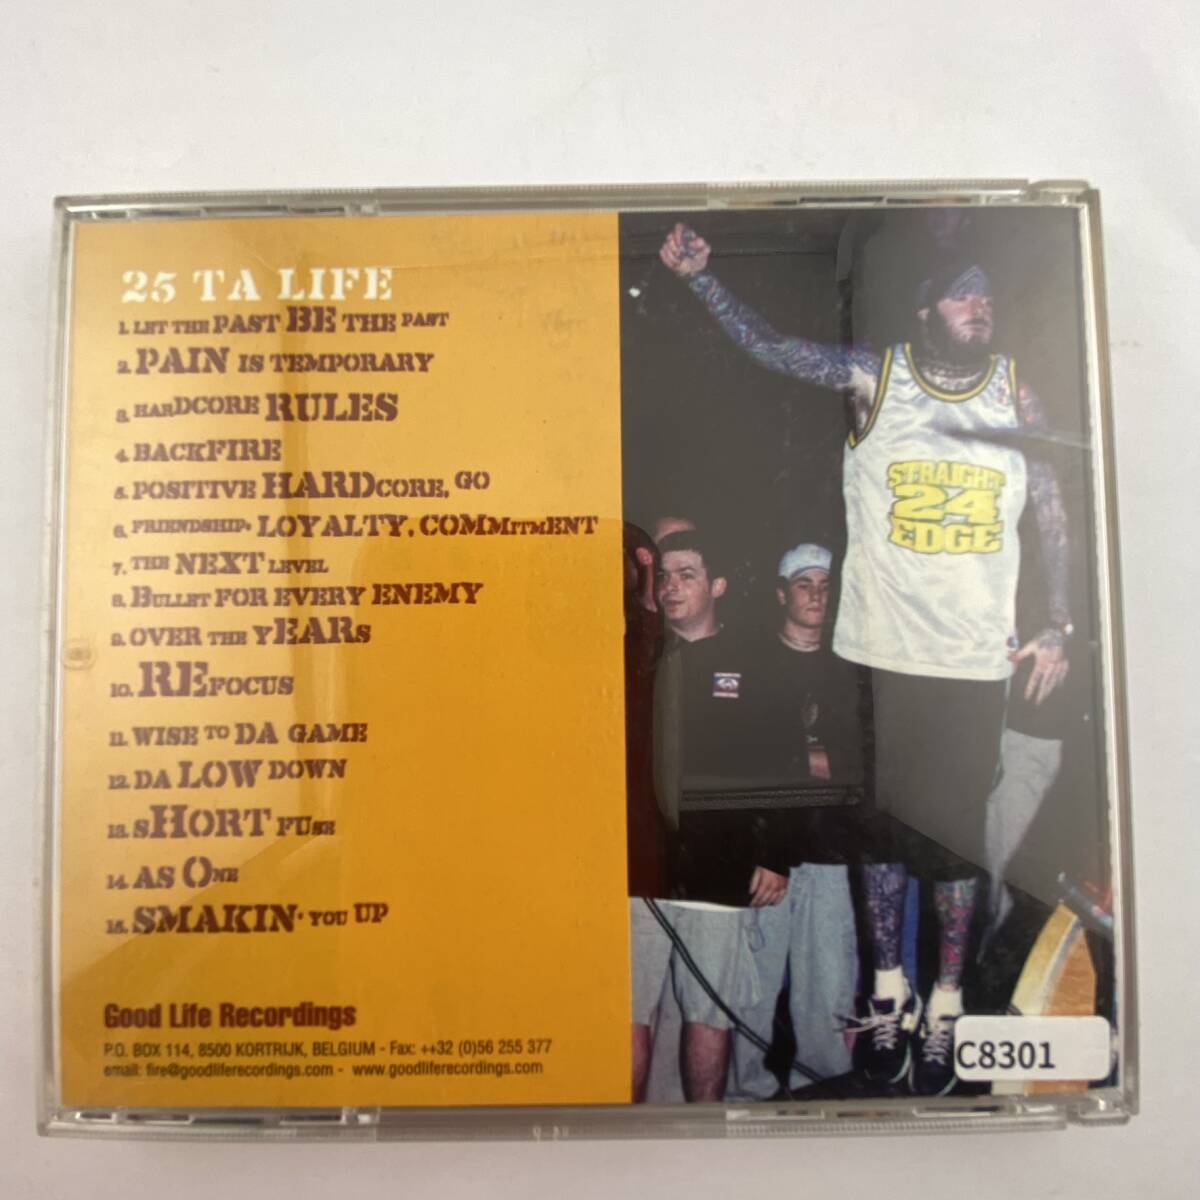 25 TA LIFE
1. LET THE PAST BE THE PAST
2. PAIN IS TEMPORARY
3. HARDCORE RULES
4. BACKFIRE
5. POSITIVE HARDCORE, GO
6. FRIENDSHIP, LOYALTY, COMMITMENT
7. THE NEXT LEVEL
8. BULLET FOR EVERY ENEMY
9. OVER THE YEARS
10. REFOCUS
11. WISE TO DA GAME
12. DA LOW DOWN
13. SHORT FUSE
14. AS ONE
15. SMAKIN' YOU UP
Good Life Recordings
P.O. BOX 114, 8500 KORTRIJK, BELGIUM - Fax: ++32 (0)56 255 377
email: fire@goodliferecordings.com - www.goodliferecordings.com
STRAIGHT
24
EDGE
C8301